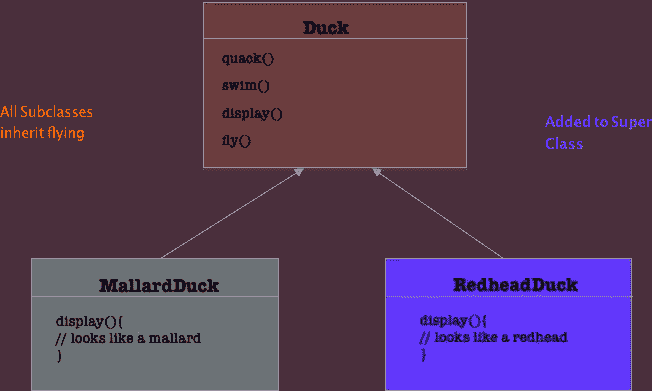 Duck
quack()
swim()
display()
fly()
All Subclasses
inherit flying
Added to Super
Class
MallardDuck
display(){
// looks like a mallard
}
RedheadDuck
display(){
// looks like a redhead
}